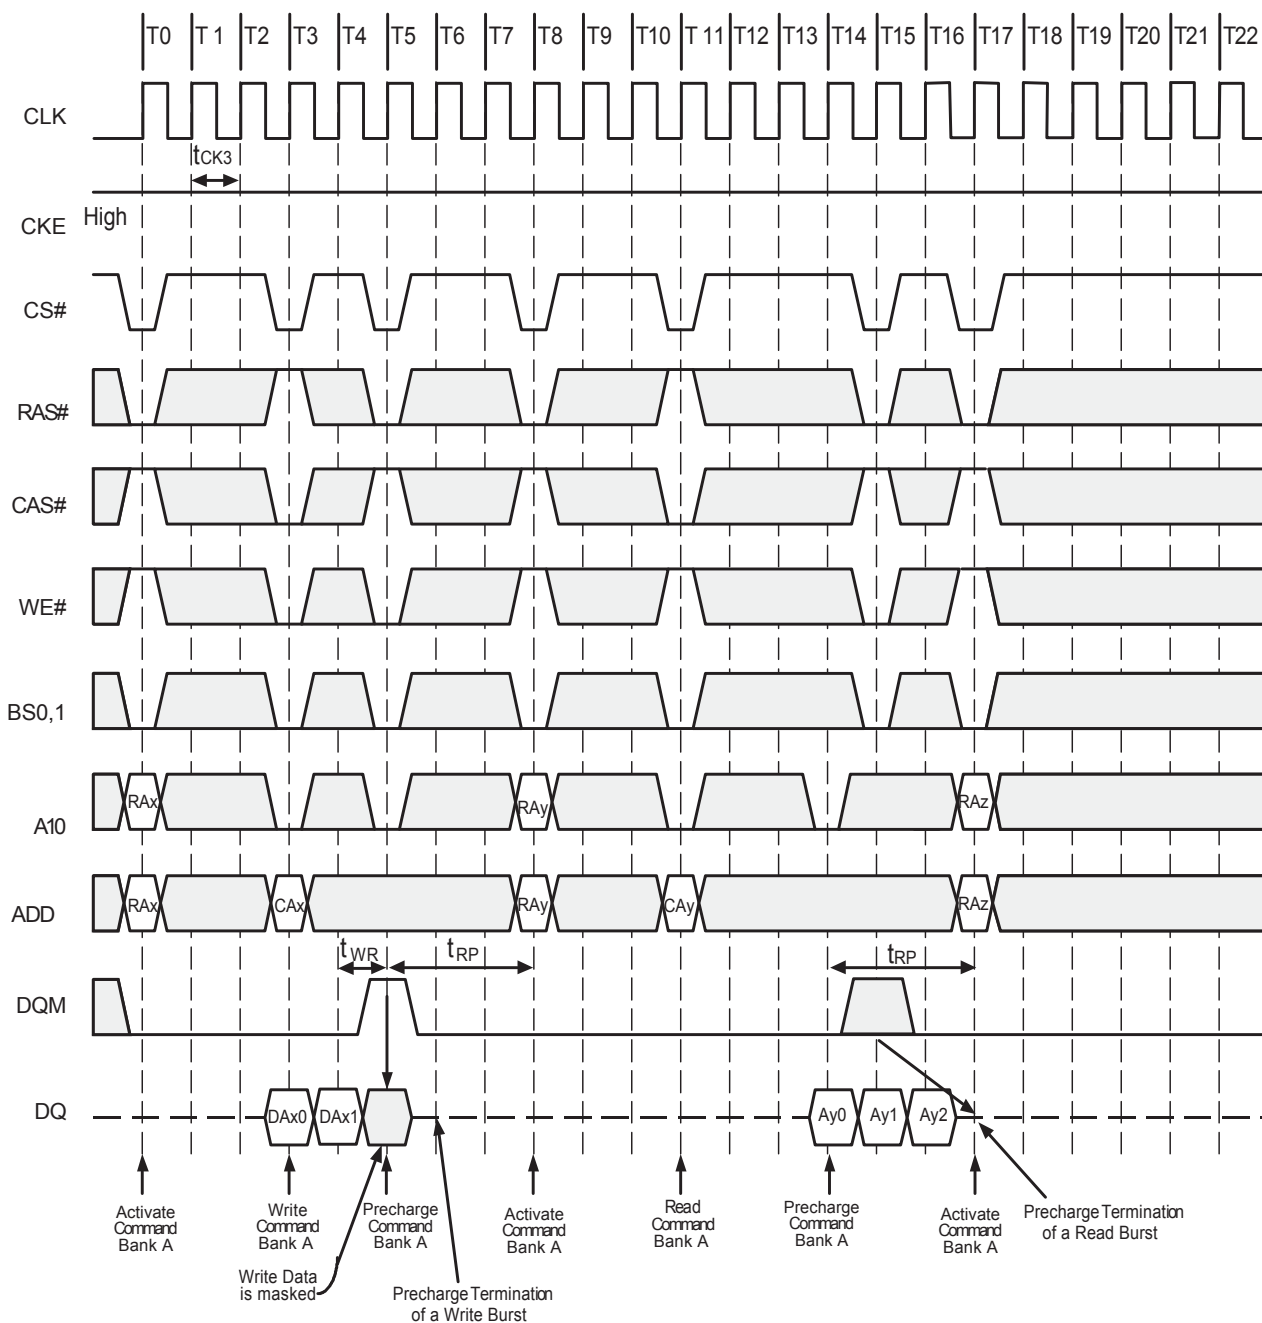 T0 T 1 T2 T3 T4 T5 T6 T7 T8 T9 T10 T 11 T12 T13 T14 T15 T16 T17 T18 T19 T20 T21 T22
CLK
tCK3
High
CKE
CS#
RAS#
CAS#
WE#
BS0,1
RAx RAy RAz
A10
RAx CAx RAy CAy RAz
ADD
tWR tRP tRP
DQM
DQ DAx0 DAx1 Ay0 Ay1 Ay2
Activate
Command
Bank A
Write
Command
Bank A
Precharge
Command
Bank A
Activate
Command
Bank A
Read
Command
Bank A
Precharge
Command
Bank A
Activate
Command
Bank A
Precharge Termination
of a Read Burst
Write Data
is masked
Precharge Termination
of a Write Burst